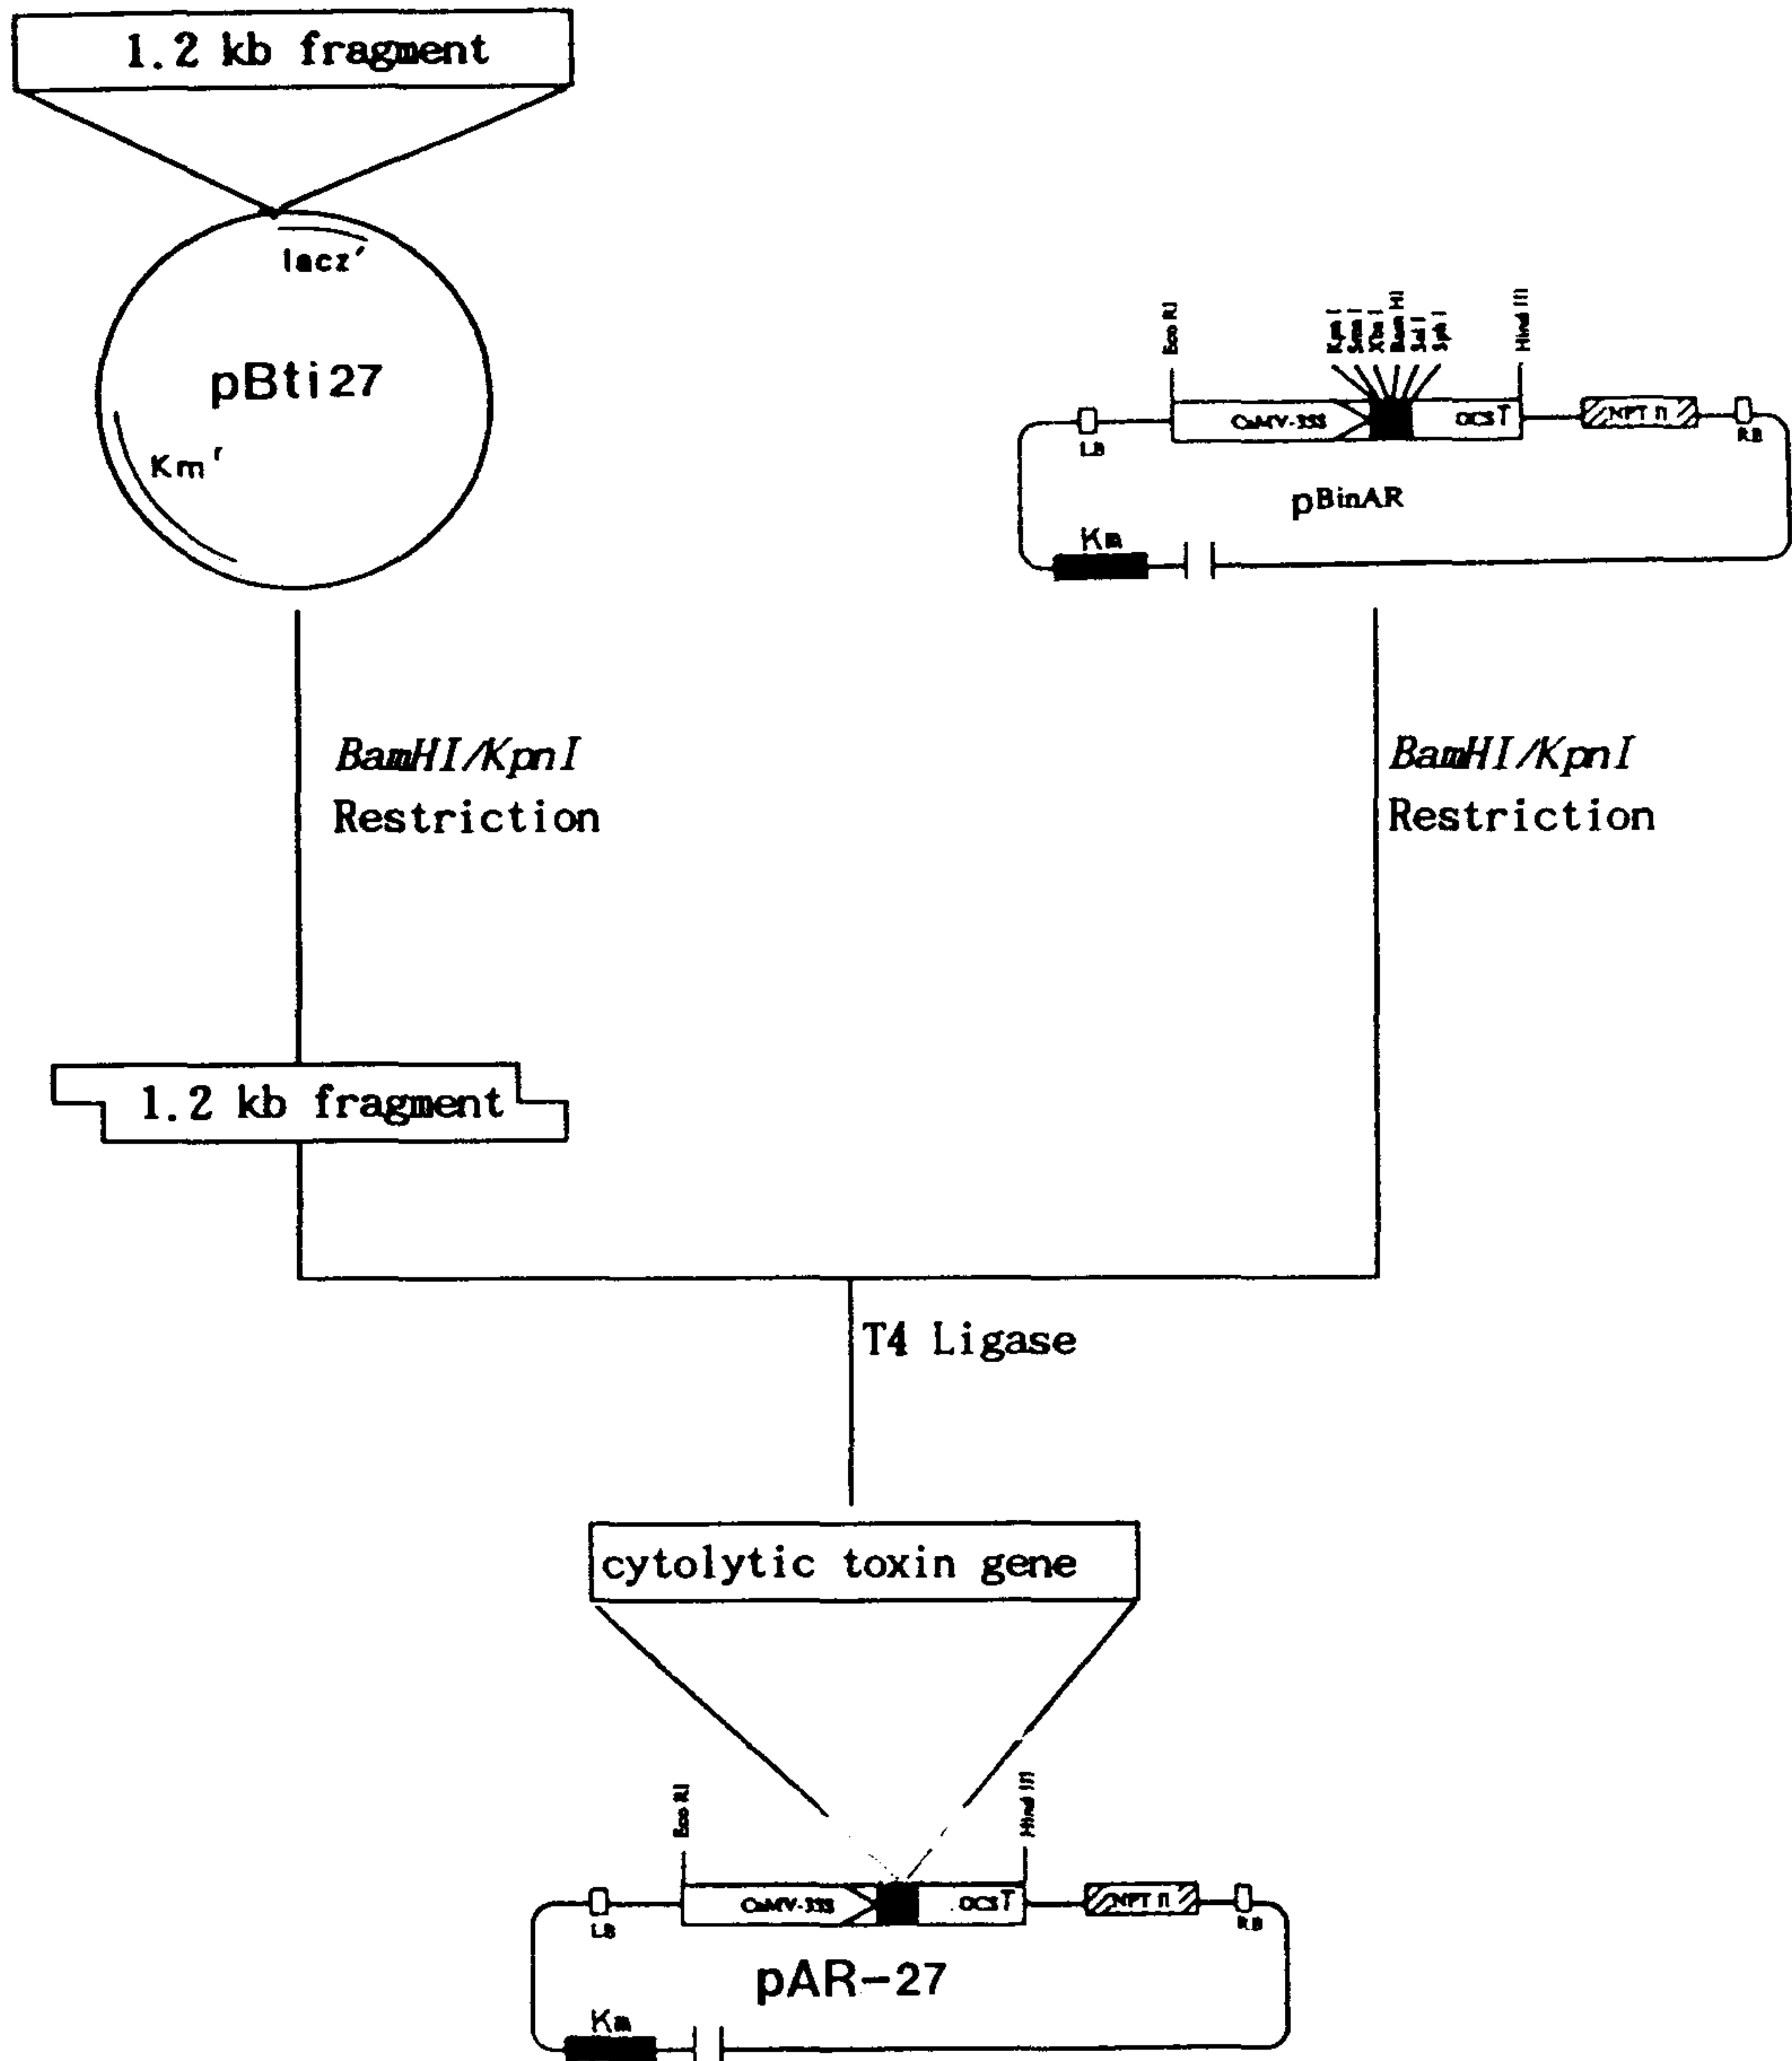 1.2 kb fragment
lacz'
pBti27
Km r
Eco RI
Hind III
CaMV-35S
OCST
NPT II
LB
RB
pBinAR
Km
BamHI/KpnI
Restriction
BamHI/KpnI
Restriction
1.2 kb fragment
T4 Ligase
cytolytic toxin gene
Eco RI
Hind III
CaMV-35S
OCST
NPT II
LB
RB
pAR-27
Km